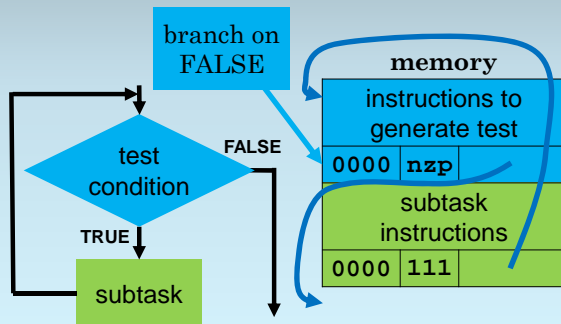 branch on
FALSE
memory
instructions to
generate test
0000 nzp
subtask
instructions
0000 111
test
condition
FALSE
TRUE
subtask